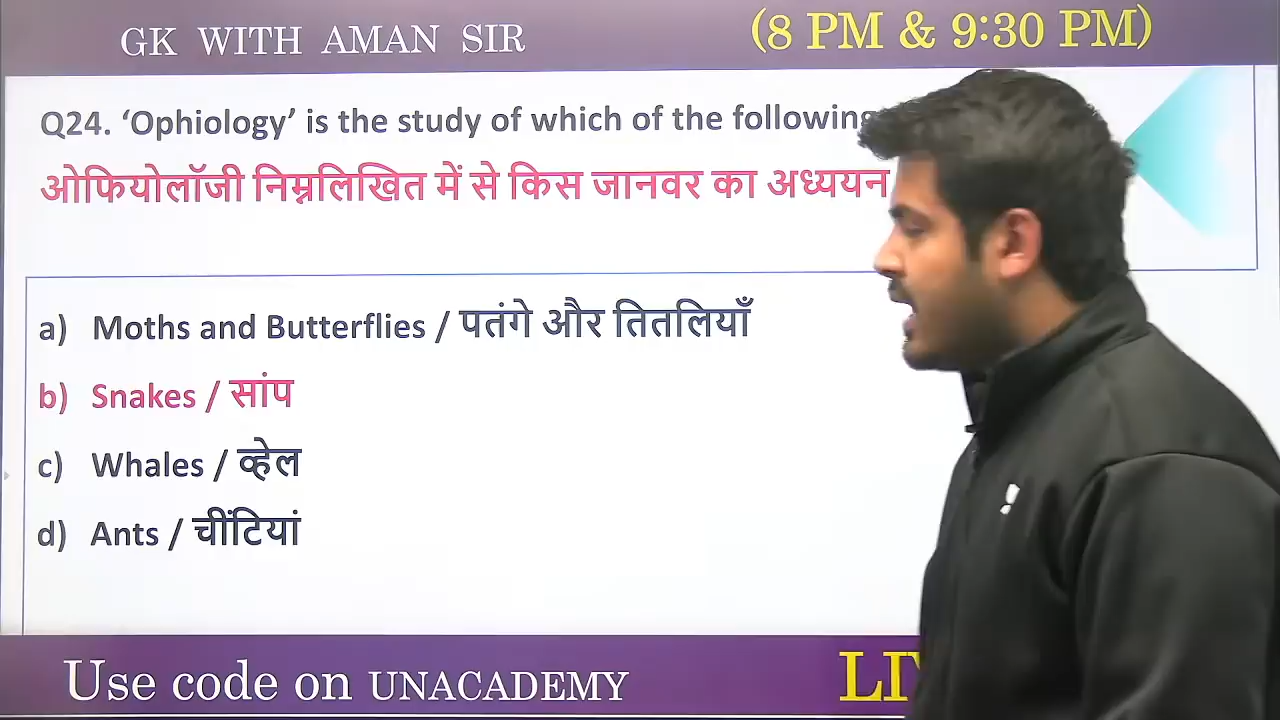 GK WITH AMAN SIR
(8 PM & 9:30 PM)
Q24. ‘Ophiology’ is the study of which of the following
ओफियोलॉजी निम्नलिखित में से किस जानवर का अध्ययन
a) Moths and Butterflies / पतंगे और तितलियाँ
b) Snakes / सांप
c) Whales / व्हेल
d) Ants / चींटियां
Use code on UNACADEMY